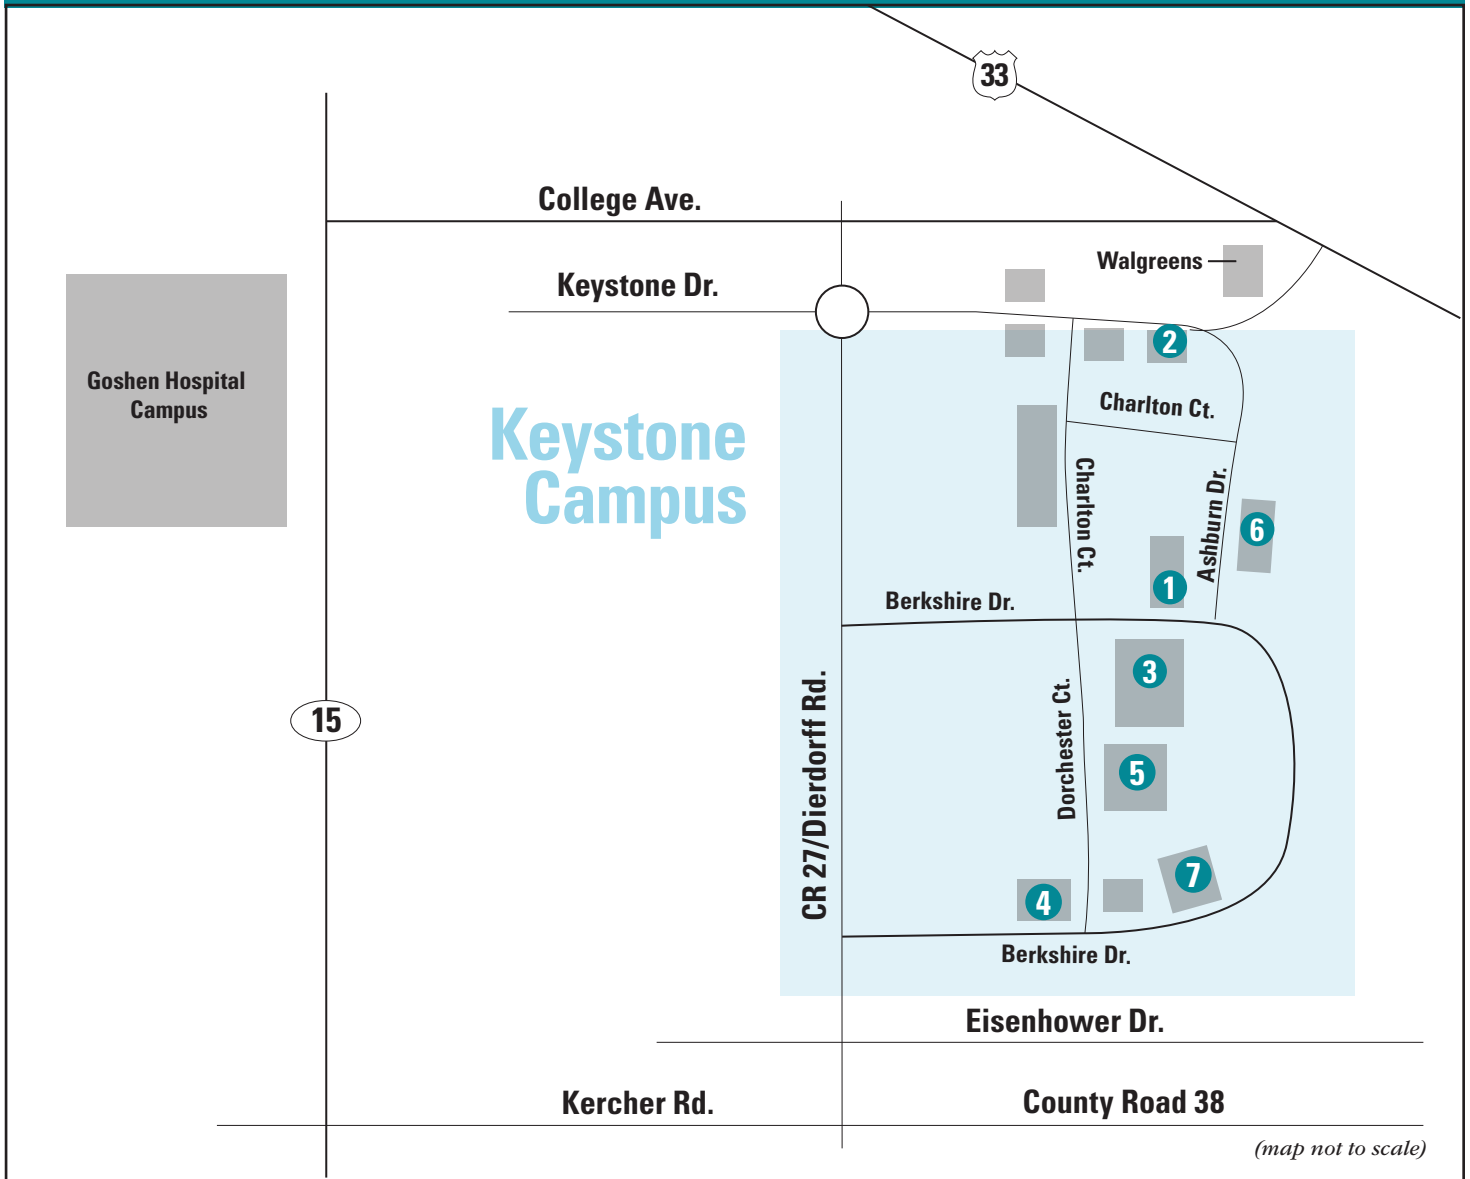 33
College Ave.
Walgreens
Keystone Dr.
2
Goshen Hospital
Campus
Charlton Ct.
Keystone
Campus
Charlton Ct.
Ashburn Dr.
6
1
Berkshire Dr.
3
15
CR 27/Dierdorff Rd.
Dorchester Ct.
5
7
4
Berkshire Dr.
Eisenhower Dr.
Kercher Rd.
County Road 38
(map not to scale)